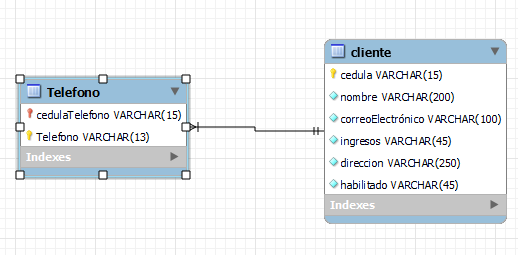 Telefono
cedulaTelefono VARCHAR(15)
Telefono VARCHAR(13)
Indexes
cliente
cedula VARCHAR(15)
nombre VARCHAR(200)
correoElectrónico VARCHAR(100)
ingresos VARCHAR(45)
direccion VARCHAR(250)
habilitado VARCHAR(45)
Indexes